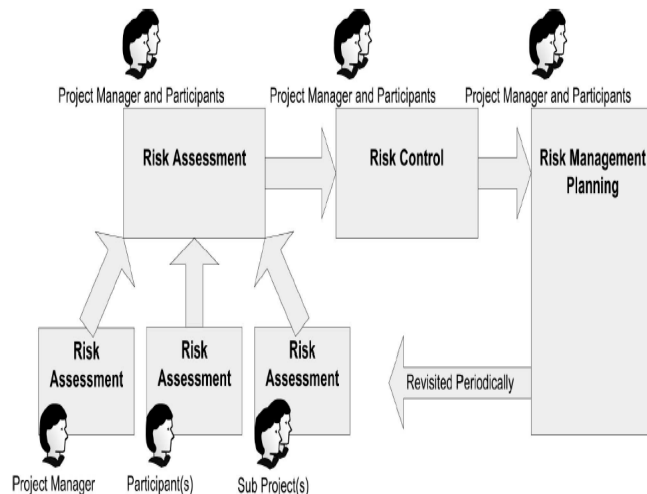 Project Manager and Participants
Project Manager and Participants
Project Manager and Participants
Risk Assessment
Risk Control
Risk Management
Planning
Risk
Assessment
Risk
Assessment
Risk
Assessment
Revisited Periodically
Project Manager
Participant(s)
Sub Project(s)